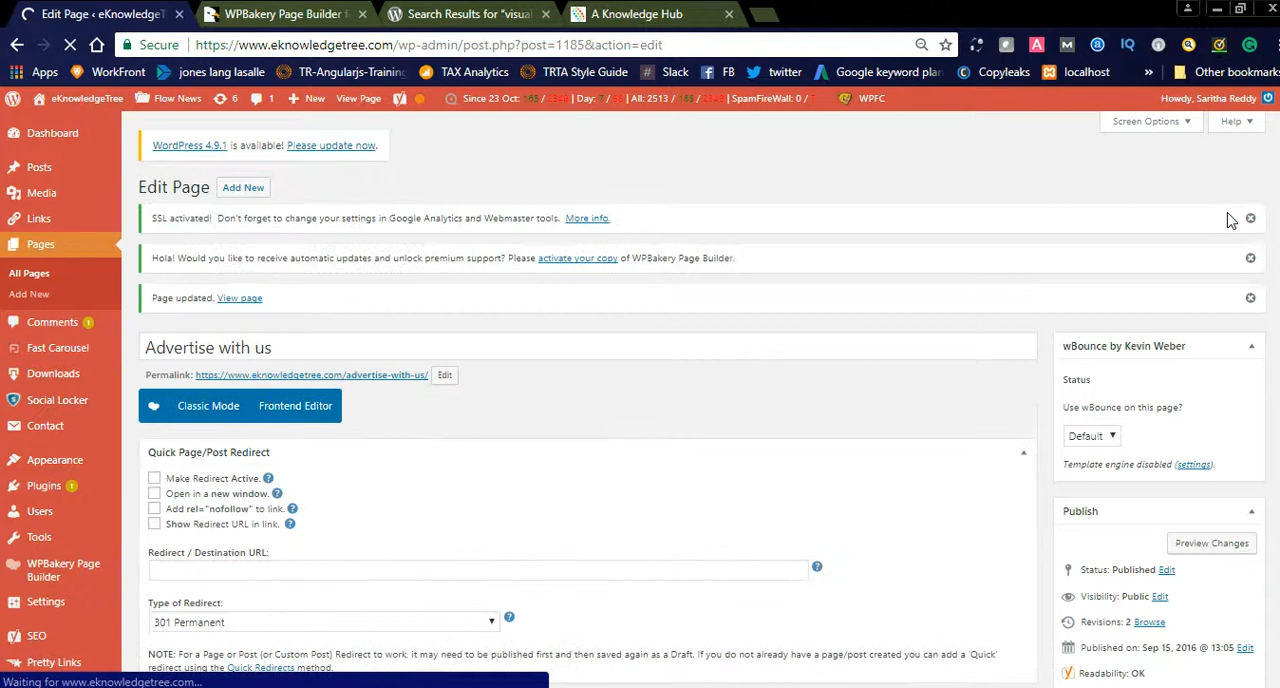 Edit Page < eKnowledgeT
WPBakery Page Builder f
Search Results for "visual
A Knowledge Hub
Secure
https://www.eknowledgetree.com/wp-admin/post.php?post=1185&action=edit
Apps WorkFront jones lang lasalle TR-Angularjs-Training TAX Analytics TRTA Style Guide Slack FB twitter Google keyword plan Copyleaks localhost » Other bookmarks
eKnowledgeTree Flow News 6 1 New View Page Since 23 Oct: / Day: 7 / All: 2513 / SpamFireWall: 0 / WPFC Howdy, Saritha Reddy
Screen Options Help
Dashboard
Posts
Media
Links
Pages
All Pages
Add New
Comments 1
Fast Carousel
Downloads
Social Locker
Contact
Appearance
Plugins 1
Users
Tools
WPBakery Page
Builder
Settings
SEO
Pretty Links
WordPress 4.9.1 is available! Please update now.
Edit Page Add New
SSL activated! Don't forget to change your settings in Google Analytics and Webmaster tools. More info.
Hola! Would you like to receive automatic updates and unlock premium support? Please activate your copy of WPBakery Page Builder.
Page updated. View page
Advertise with us
Permalink: https://www.eknowledgetree.com/advertise-with-us/ Edit
Classic Mode Frontend Editor
Quick Page/Post Redirect
Make Redirect Active. ?
Open in a new window. ?
Add rel="nofollow" to link. ?
Show Redirect URL in link. ?
Redirect / Destination URL:
?
Type of Redirect:
301 Permanent ?
NOTE: For a Page or Post (or Custom Post) Redirect to work, it may need to be published first and then saved again as a Draft. If you do not already have a page/post created you can add a 'Quick'
redirect using the Quick Redirects method.
wBounce by Kevin Weber
Status
Use wBounce on this page?
Default
Template engine disabled (settings).
Publish
Preview Changes
Status: Published Edit
Visibility: Public Edit
Revisions: 2 Browse
Published on: Sep 15, 2016 @ 13:05 Edit
Readability: OK
Waiting for www.eknowledgetree.com...